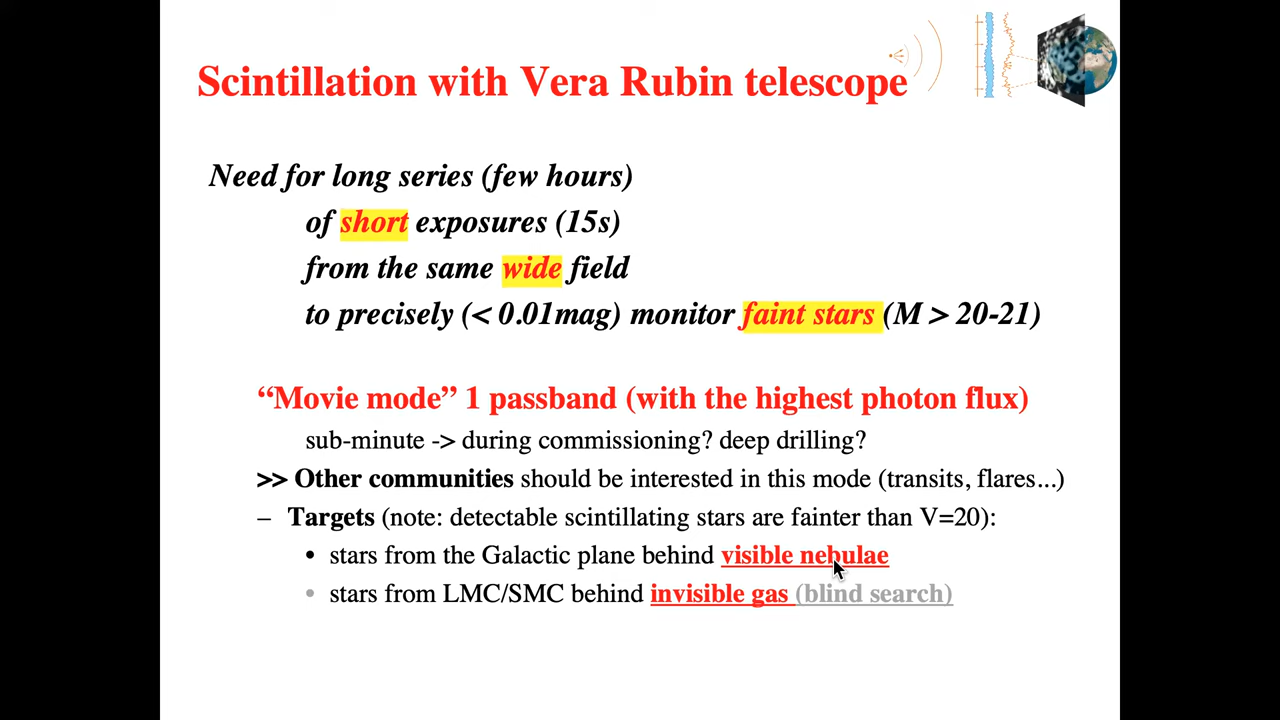 Scintillation with Vera Rubin telescope
Need for long series (few hours)
of short exposures (15s)
from the same wide field
to precisely (< 0.01mag) monitor faint stars (M > 20-21)
“Movie mode” 1 passband (with the highest photon flux)
sub-minute -> during commissioning? deep drilling?
>> Other communities should be interested in this mode (transits, flares...)
– Targets (note: detectable scintillating stars are fainter than V=20):
• stars from the Galactic plane behind visible nebulae
• stars from LMC/SMC behind invisible gas (blind search)